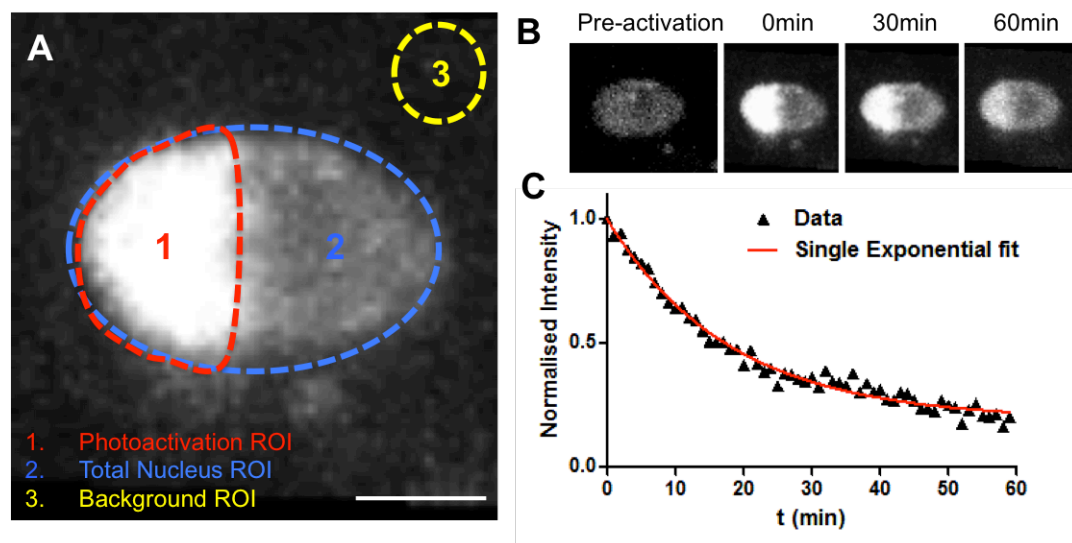 A
3
1
2
1. Photoactivation ROI
2. Total Nucleus ROI
3. Background ROI
B
Pre-activation 0min 30min 60min
C
Normalised Intensity
1.0
0.5
0.0
Data
Single Exponential fit
0 10 20 30 40 50 60
t (min)